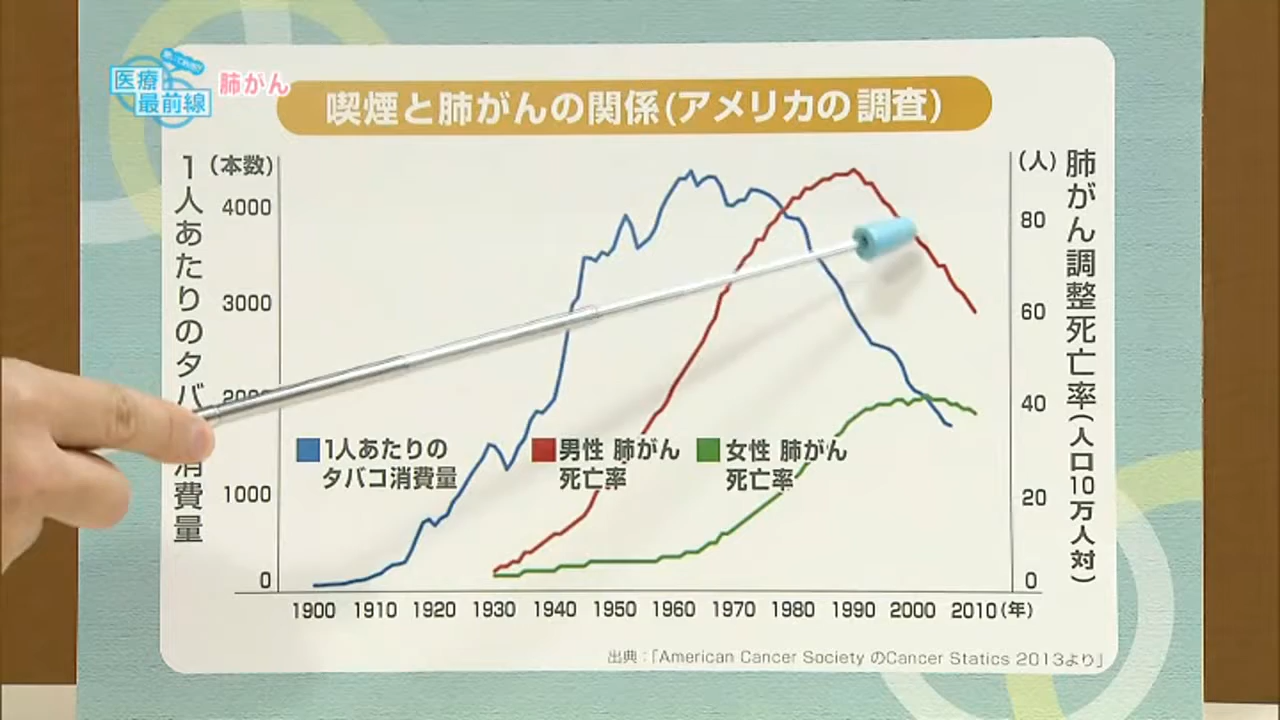 医療
最前線
肺がん
喫煙と肺がんの関係(アメリカの調査)
(本数)
1人あたりのタバ
消費量
4000
3000
2000
1000
0
(人)
80
60
40
20
0
肺がん調整死亡率(人口10万人対)
1人あたりの
タバコ消費量
男性 肺がん
死亡率
女性 肺がん
死亡率
1900 1910 1920 1930 1940 1950 1960 1970 1980 1990 2000 2010(年)
出典:「American Cancer Society のCancer Statics 2013より」